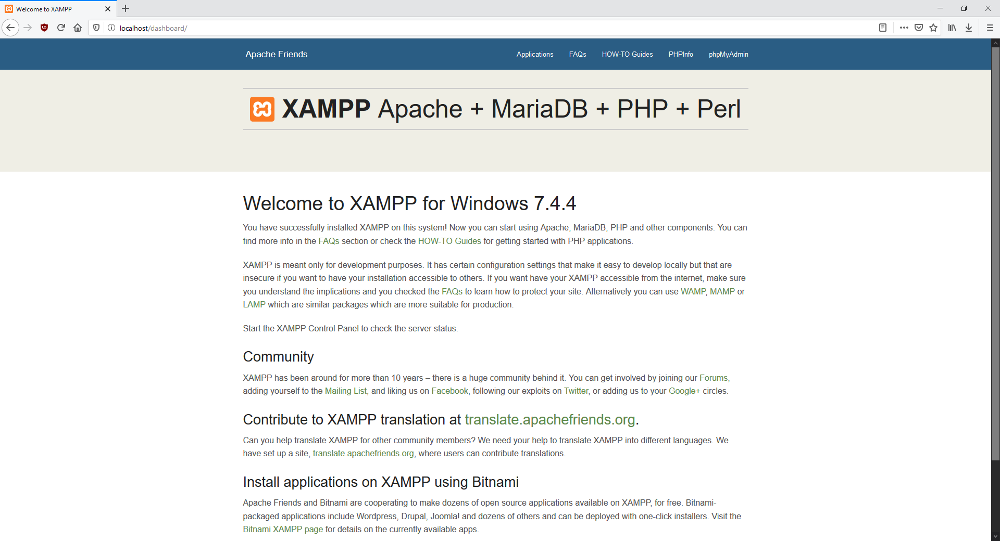 Welcome to XAMPP
localhost/dashboard/
Apache Friends
Applications FAQs HOW-TO Guides PHPInfo phpMyAdmin
XAMPP Apache + MariaDB + PHP + Perl
Welcome to XAMPP for Windows 7.4.4
You have successfully installed XAMPP on this system! Now you can start using Apache, MariaDB, PHP and other components. You can
find more info in the FAQs section or check the HOW-TO Guides for getting started with PHP applications.
XAMPP is meant only for development purposes. It has certain configuration settings that make it easy to develop locally but that are
insecure if you want to have your installation accessible to others. If you want have your XAMPP accessible from the internet, make sure
you understand the implications and you checked the FAQs to learn how to protect your site. Alternatively you can use WAMP, MAMP or
LAMP which are similar packages which are more suitable for production.
Start the XAMPP Control Panel to check the server status.
Community
XAMPP has been around for more than 10 years – there is a huge community behind it. You can get involved by joining our Forums,
adding yourself to the Mailing List, and liking us on Facebook, following our exploits on Twitter, or adding us to your Google+ circles.
Contribute to XAMPP translation at translate.apachefriends.org.
Can you help translate XAMPP for other community members? We need your help to translate XAMPP into different languages. We
have set up a site, translate.apachefriends.org, where users can contribute translations.
Install applications on XAMPP using Bitnami
Apache Friends and Bitnami are cooperating to make dozens of open source applications available on XAMPP, for free. Bitnami-
packaged applications include Wordpress, Drupal, Joomla! and dozens of others and can be deployed with one-click installers. Visit the
Bitnami XAMPP page for details on the currently available apps.